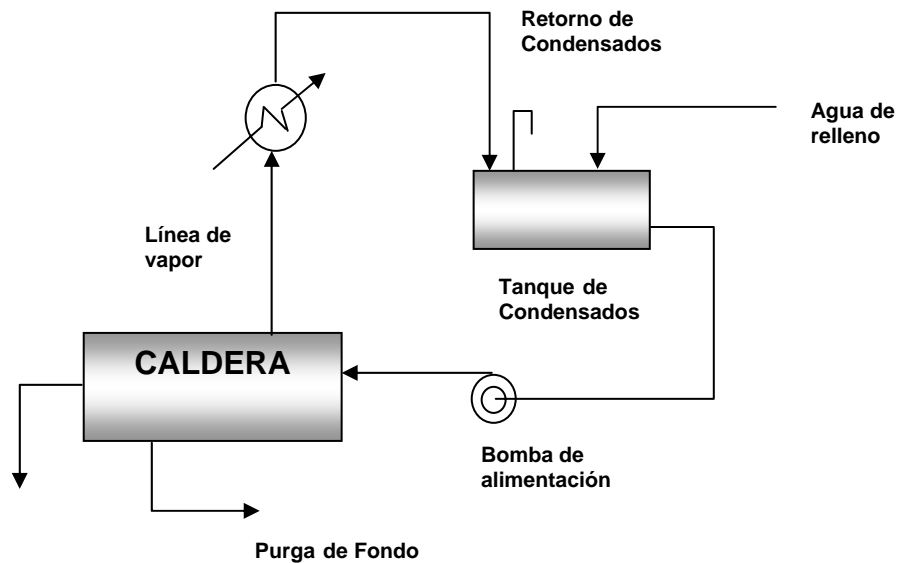 Retorno de
Condensados
Agua de
relleno
Línea de
vapor
Tanque de
Condensados
CALDERA
Bomba de
alimentación
Purga de Fondo